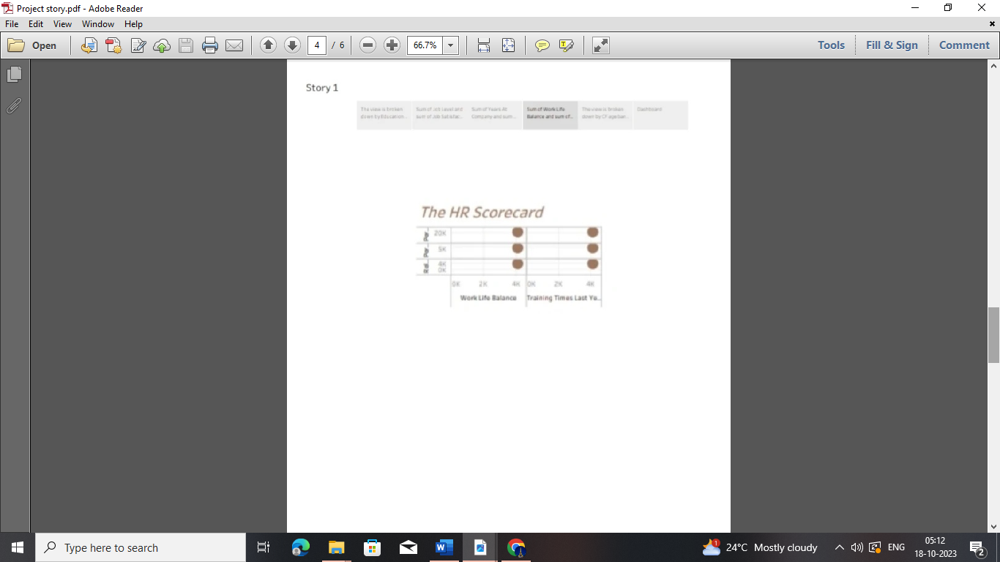 Project story.pdf - Adobe Reader
File Edit View Window Help
Open 4 / 6 66.7% Tools Fill & Sign Comment
Story 1
The view is broken down by Education...
Sum of Job Level and sum of Job Satisfac...
Sum of Years At Company and sum...
Sum of Work Life Balance and sum of...
The view is broken down by CF age ban...
Dashboard
The HR Scorecard
Per... 20K
Per... 5K
Rel... 4K
0K
0K 2K 4K 0K 2K 4K
Work Life Balance Training Times Last Ye...
Type here to search
1 24°C Mostly cloudy ENG 05:12
18-10-2023 2